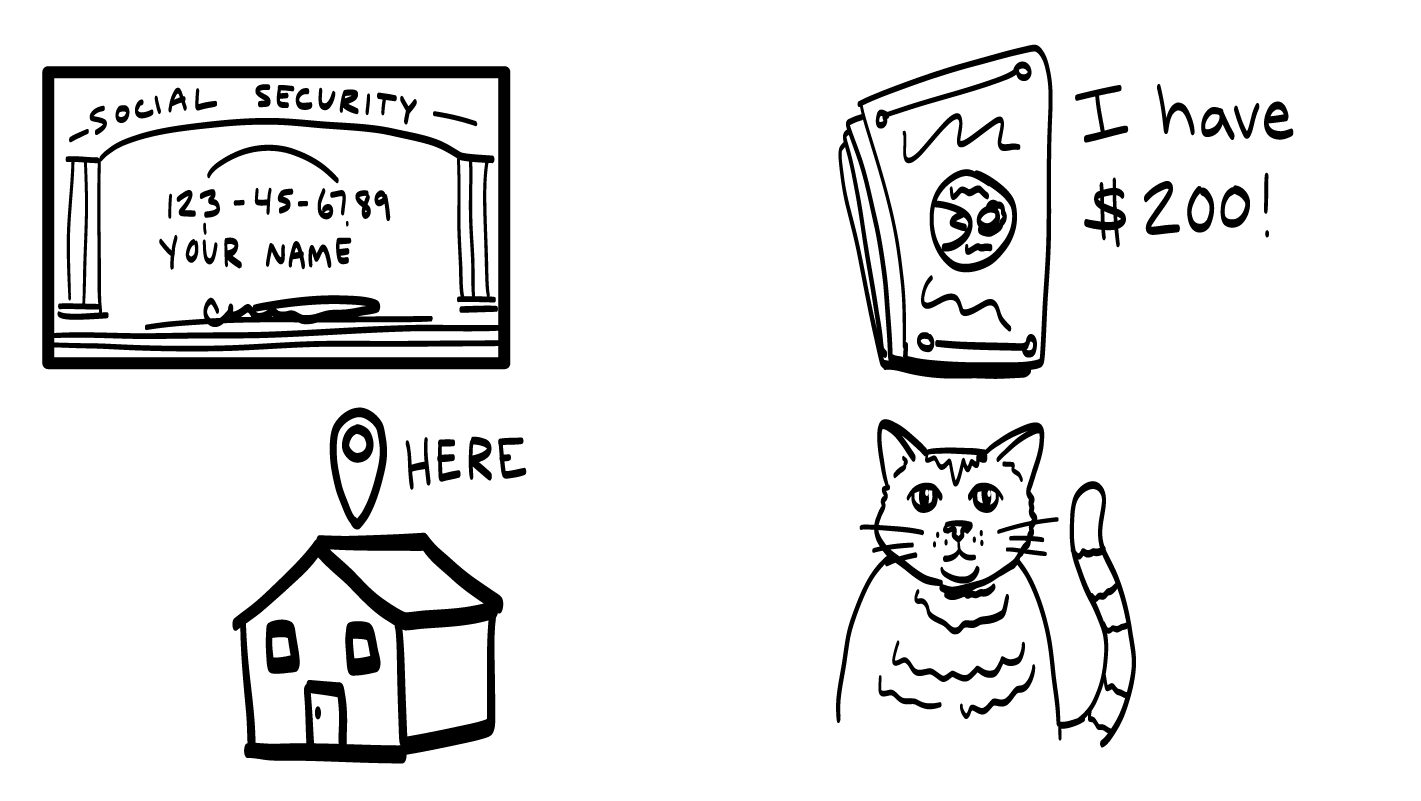 SOCIAL SECURITY
123-45-6789
YOUR NAME
I have
$200!
HERE